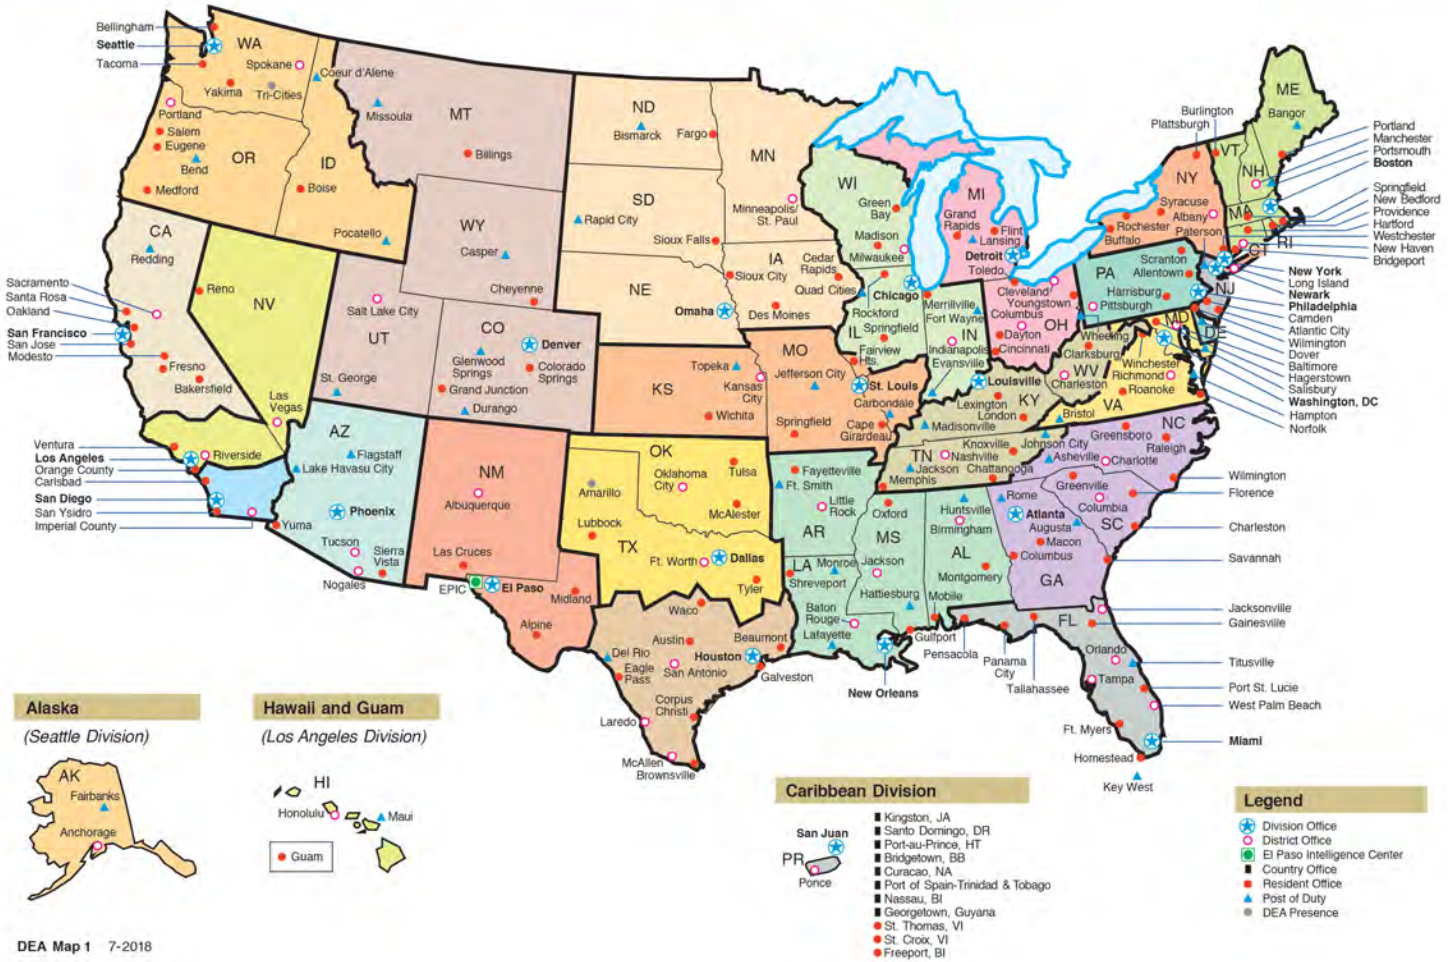 Bellingham
Seattle
Tacoma
WA
Spokane
Yakima
Tri-Cities
Coeur d'Alene
Portland
Salem
Eugene
Bend
Medford
OR
ID
Boise
Pocatello
MT
Missoula
Billings
WY
Casper
Cheyenne
ND
Bismarck
Fargo
SD
Rapid City
Sioux Falls
NE
Omaha
MN
Minneapolis/
St. Paul
IA
Sioux City
Cedar
Rapids
Quad Cities
Des Moines
WI
Green
Bay
Madison
Milwaukee
MI
Grand
Rapids
Flint
Lansing
Detroit
Toledo
Chicago
Rockford
IL
Springfield
Fairview
Hts.
Merrillville
Fort Wayne
IN
Indianapolis
Evansville
Cleveland
Youngstown
Columbus
OH
Dayton
Cincinnati
CA
Redding
Sacramento
Santa Rosa
Oakland
San Francisco
San Jose
Modesto
Fresno
Bakersfield
Ventura
Los Angeles
Orange County
Carlsbad
San Diego
San Ysidro
Imperial County
Riverside
NV
Reno
Las
Vegas
UT
Salt Lake City
St. George
CO
Denver
Glenwood
Springs
Colorado
Springs
Grand Junction
Durango
AZ
Flagstaff
Lake Havasu City
Phoenix
Yuma
Tucson
Sierra
Vista
Nogales
NM
Albuquerque
Las Cruces
EPIC
El Paso
Midland
Alpine
KS
Topeka
Kansas
City
Wichita
MO
Jefferson City
St. Louis
Carbondale
Springfield
Cape
Girardeau
OK
Oklahoma
City
Tulsa
McAlester
Amarillo
Lubbock
TX
Ft. Worth
Dallas
Tyler
Waco
Austin
Beaumont
Houston
Del Rio
Eagle
Pass
San Antonio
Galveston
Corpus
Christi
Laredo
McAllen
Brownsville
Fayetteville
Ft. Smith
Little
Rock
AR
LA
Monroe
Shreveport
Baton
Rouge
Lafayette
New Orleans
MS
Oxford
Jackson
Hattiesburg
Gulfport
AL
Huntsville
Birmingham
Montgomery
Mobile
Louisville
Lexington
London
KY
Madisonville
TN
Knoxville
Nashville
Johnson City
Jackson
Chattanooga
Memphis
WV
Wheeling
Clarksburg
Charleston
VA
Winchester
Richmond
Roanoke
Bristol
NC
Greensboro
Raleigh
Asheville
Charlotte
SC
Greenville
Columbia
GA
Rome
Atlanta
Augusta
Macon
Columbus
FL
Pensacola
Panama
City
Tallahassee
Orlando
Tampa
Ft. Myers
Homestead
Key West
ME
Bangor
Burlington
Plattsburgh
VT
NH
MA
RI
CT
NY
Syracuse
Albany
Rochester
Buffalo
Paterson
PA
Scranton
Allentown
Harrisburg
Pittsburgh
NJ
MD
DE
Portland
Manchester
Portsmouth
Boston
Springfield
New Bedford
Providence
Hartford
Westchester
New Haven
Bridgeport
New York
Long Island
Newark
Philadelphia
Camden
Atlantic City
Wilmington
Dover
Baltimore
Hagerstown
Salisbury
Washington, DC
Hampton
Norfolk
Wilmington
Florence
Charleston
Savannah
Jacksonville
Gainesville
Titusville
Port St. Lucie
West Palm Beach
Miami
Alaska
(Seattle Division)
AK
Fairbanks
Anchorage
Hawaii and Guam
(Los Angeles Division)
HI
Honolulu
Maui
Guam
Caribbean Division
San Juan
PR
Ponce
Kingston, JA
Santo Domingo, DR
Port-au-Prince, HT
Bridgetown, BB
Curacao, NA
Port of Spain-Trinidad & Tobago
Nassau, BI
Georgetown, Guyana
St. Thomas, VI
St. Croix, VI
Freeport, BI
Legend
Division Office
District Office
El Paso Intelligence Center
Country Office
Resident Office
Post of Duty
DEA Presence
DEA Map 1 7-2018